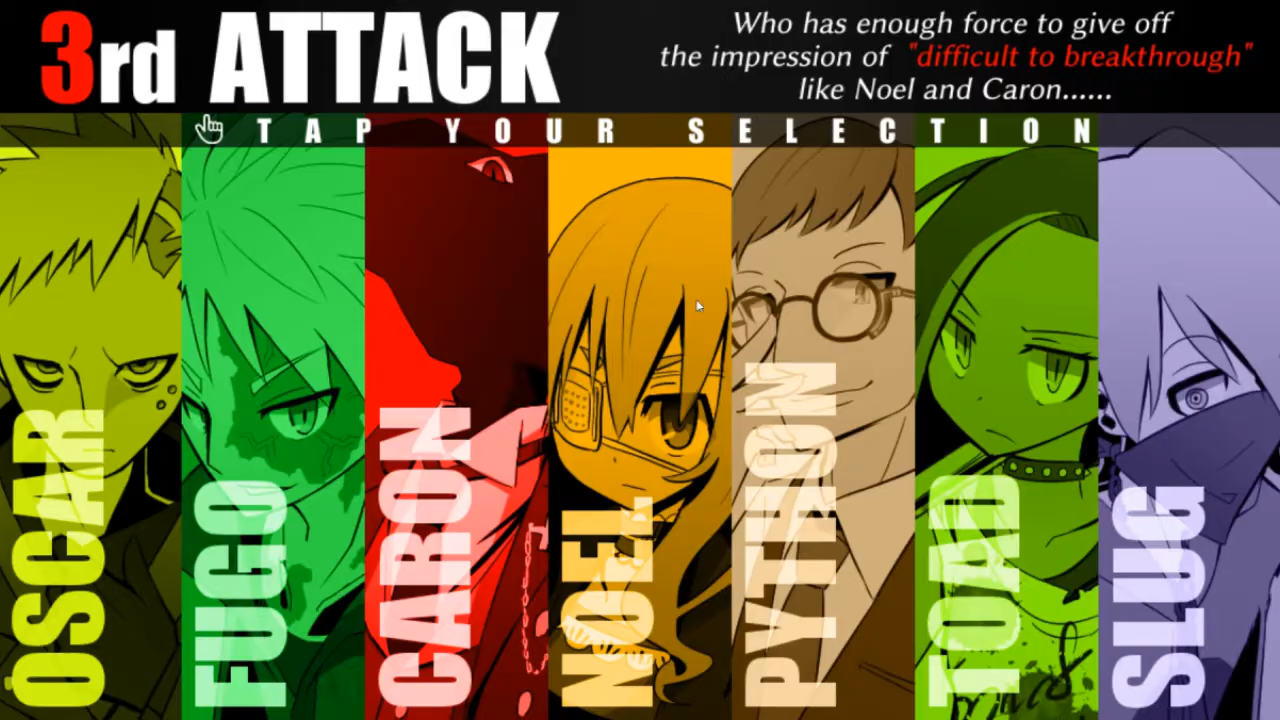 3rd ATTACK
Who has enough force to give off
the impression of "difficult to breakthrough"
like Noel and Caron......
TAP YOUR SELECTION
OSCAR
FUGO
CARON
NOEL
PYTHON
TOAD
SLUG